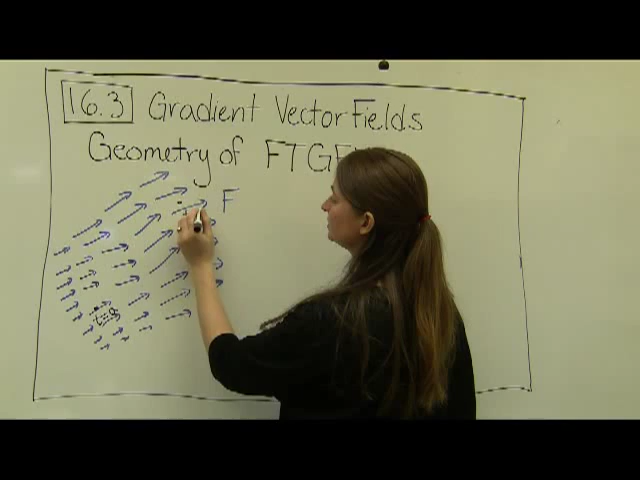 16.3 Gradient Vector Fields
Geometry of FTGF
F
t=a